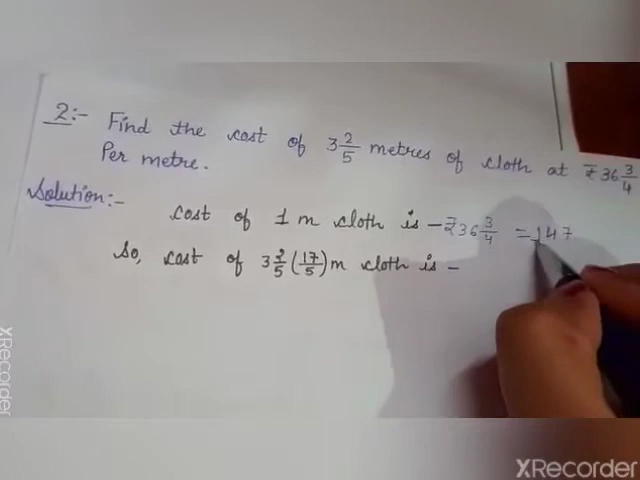 2:- Find the cost of 3 2/5 metres of cloth at ₹ 36 3/4
Per metre.
Solution:-
cost of 1 m cloth is - ₹36 3/4 = 147
So, cost of 3 2/5 (17/5) m cloth is -
XRecorder
XRecorder